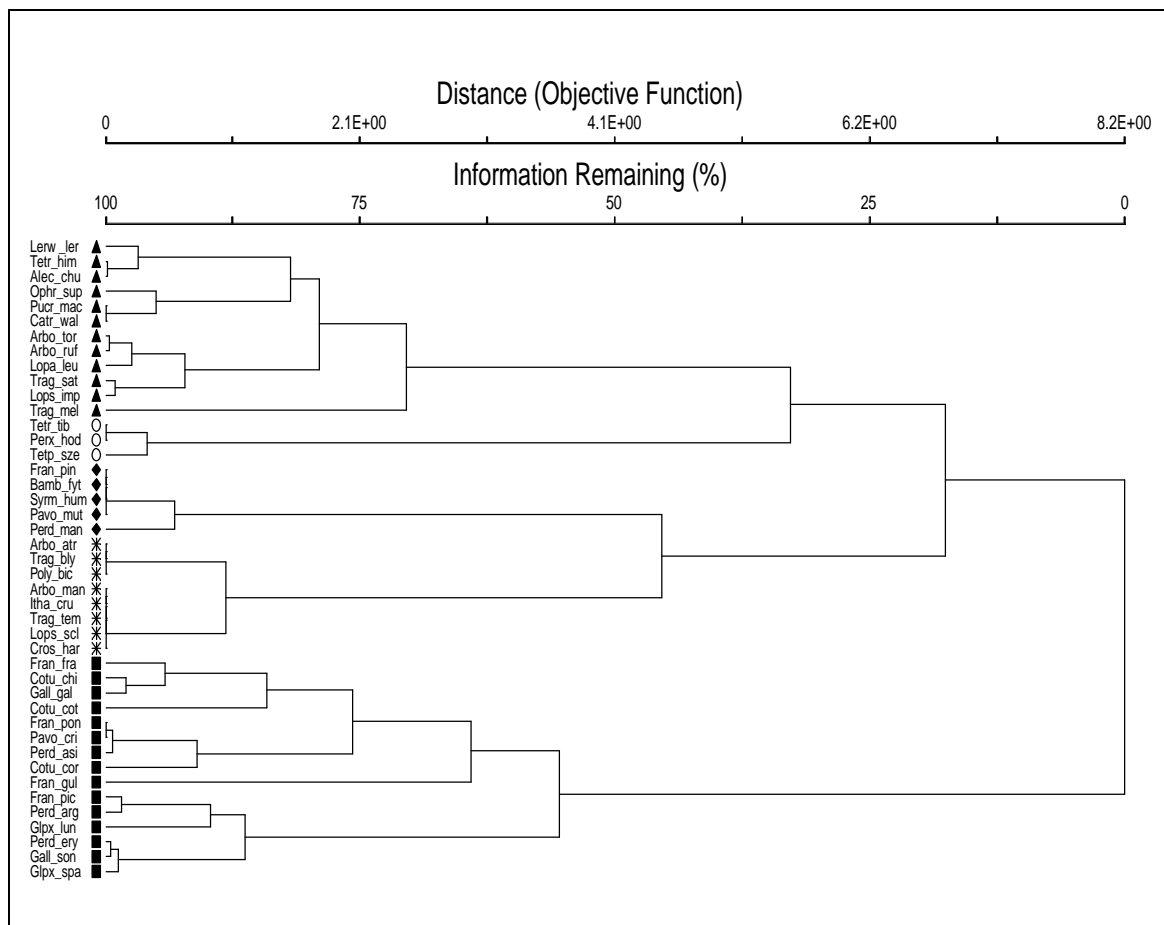 Distance (Objective Function)
0 2.1E+00 4.1E+00 6.2E+00 8.2E+00
Information Remaining (%)
100 75 50 25 0
Lerw_ler
Tetr_him
Alec_chu
Ophr_sup
Pucr_mac
Catr_wal
Arbo_tor
Arbo_ruf
Lopa_leu
Trag_sat
Lops_imp
Trag_mel
Tetr_tib
Perx_hod
Tetp_sze
Fran_pin
Bamb_fyt
Syrm_hum
Pavo_mut
Perd_man
Arbo_atr
Trag_bly
Poly_bic
Arbo_man
Itha_cru
Trag_tem
Lops_scl
Cros_har
Fran_fra
Cotu_chi
Gall_gal
Cotu_cot
Fran_pon
Pavo_cri
Perd_asi
Cotu_cor
Fran_gul
Fran_pic
Perd_arg
Glpx_lun
Perd_ery
Gall_son
Glpx_spa